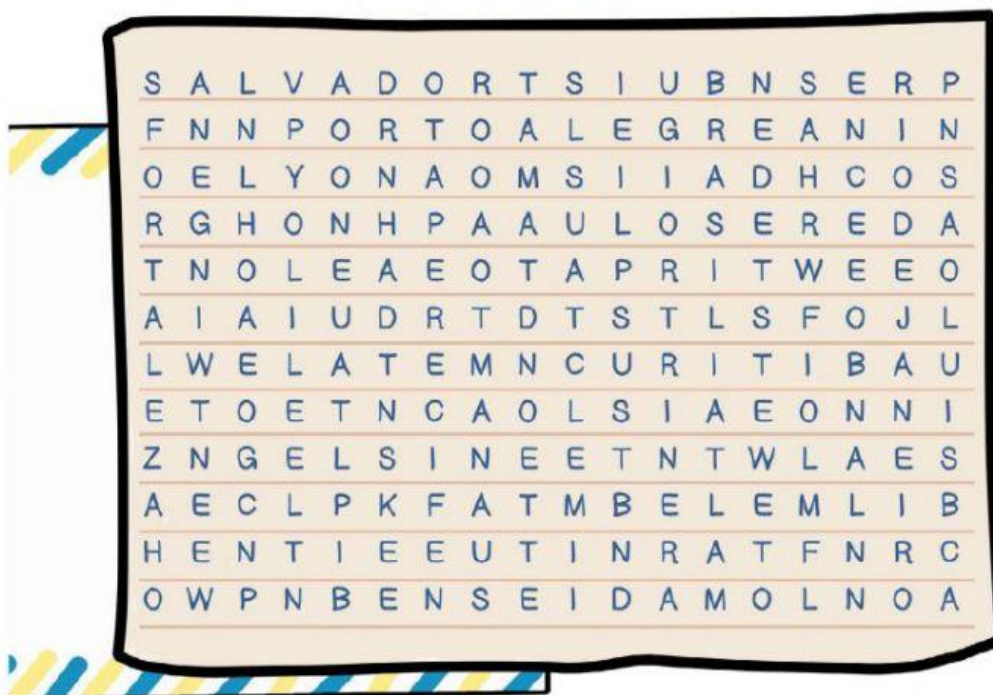 S A L V A D O R T S I U B N S E R P
F N N P O R T O A L E G R E A N I N
O E L Y O N A O M S I I A D H C O S
R G H O N H P A A U L O S E R E D A
T N O L E A E O T A P R I T W E E O
A I A I U D R T D T S T L S F O J L
L W E L A T E M N C U R I T I B A U
E T O E T N C A O L S I A E O N N I
Z N G E L S I N E E T N T W L A E S
A E C L P K F A T M B E L E M L I B
H E N T I E E U T I N R A T F N R C
O W P N B E N S E I D A M O L N O A